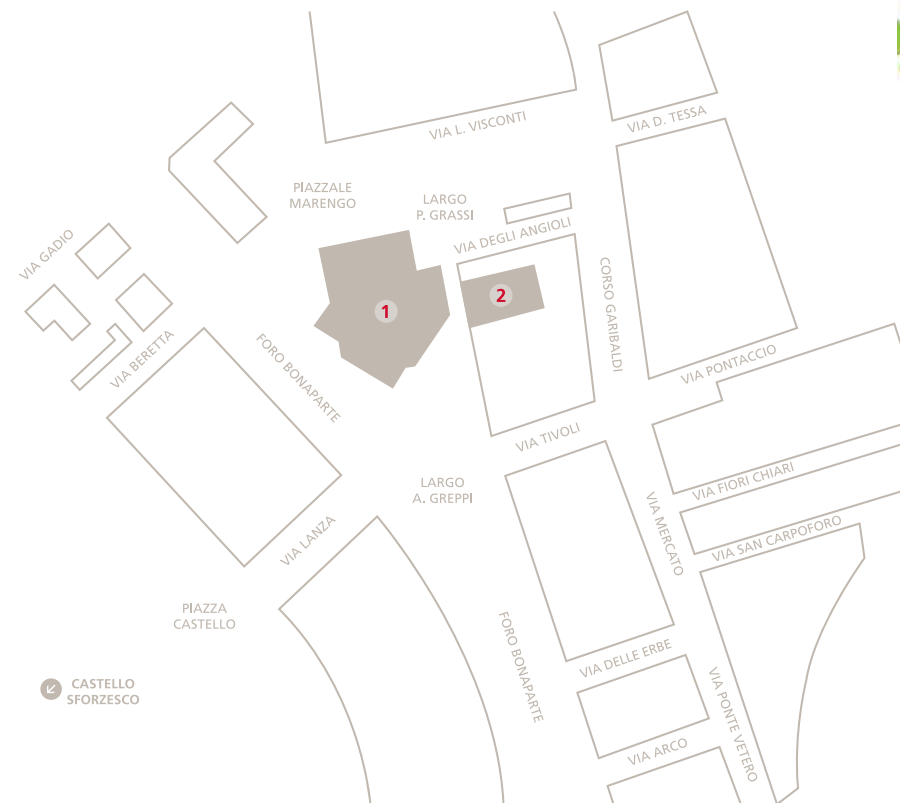 VIA L. VISCONTI
VIA D. TESSA
PIAZZALE
MARENGO
LARGO
P. GRASSI
VIA DEGLI ANGIOLI
VIA GADIO
1
2
CORSO GARIBALDI
VIA BERETTA
FORO BONAPARTE
VIA PONTACCIO
VIA TIVOLI
LARGO
A. GREPPI
VIA FIORI CHIARI
VIA LANZA
VIA MERCATO
VIA SAN CARPOFORO
PIAZZA
CASTELLO
FORO BONAPARTE
VIA DELLE ERBE
CASTELLO
SFORZESCO
VIA PONTE VETERO
VIA ARCO